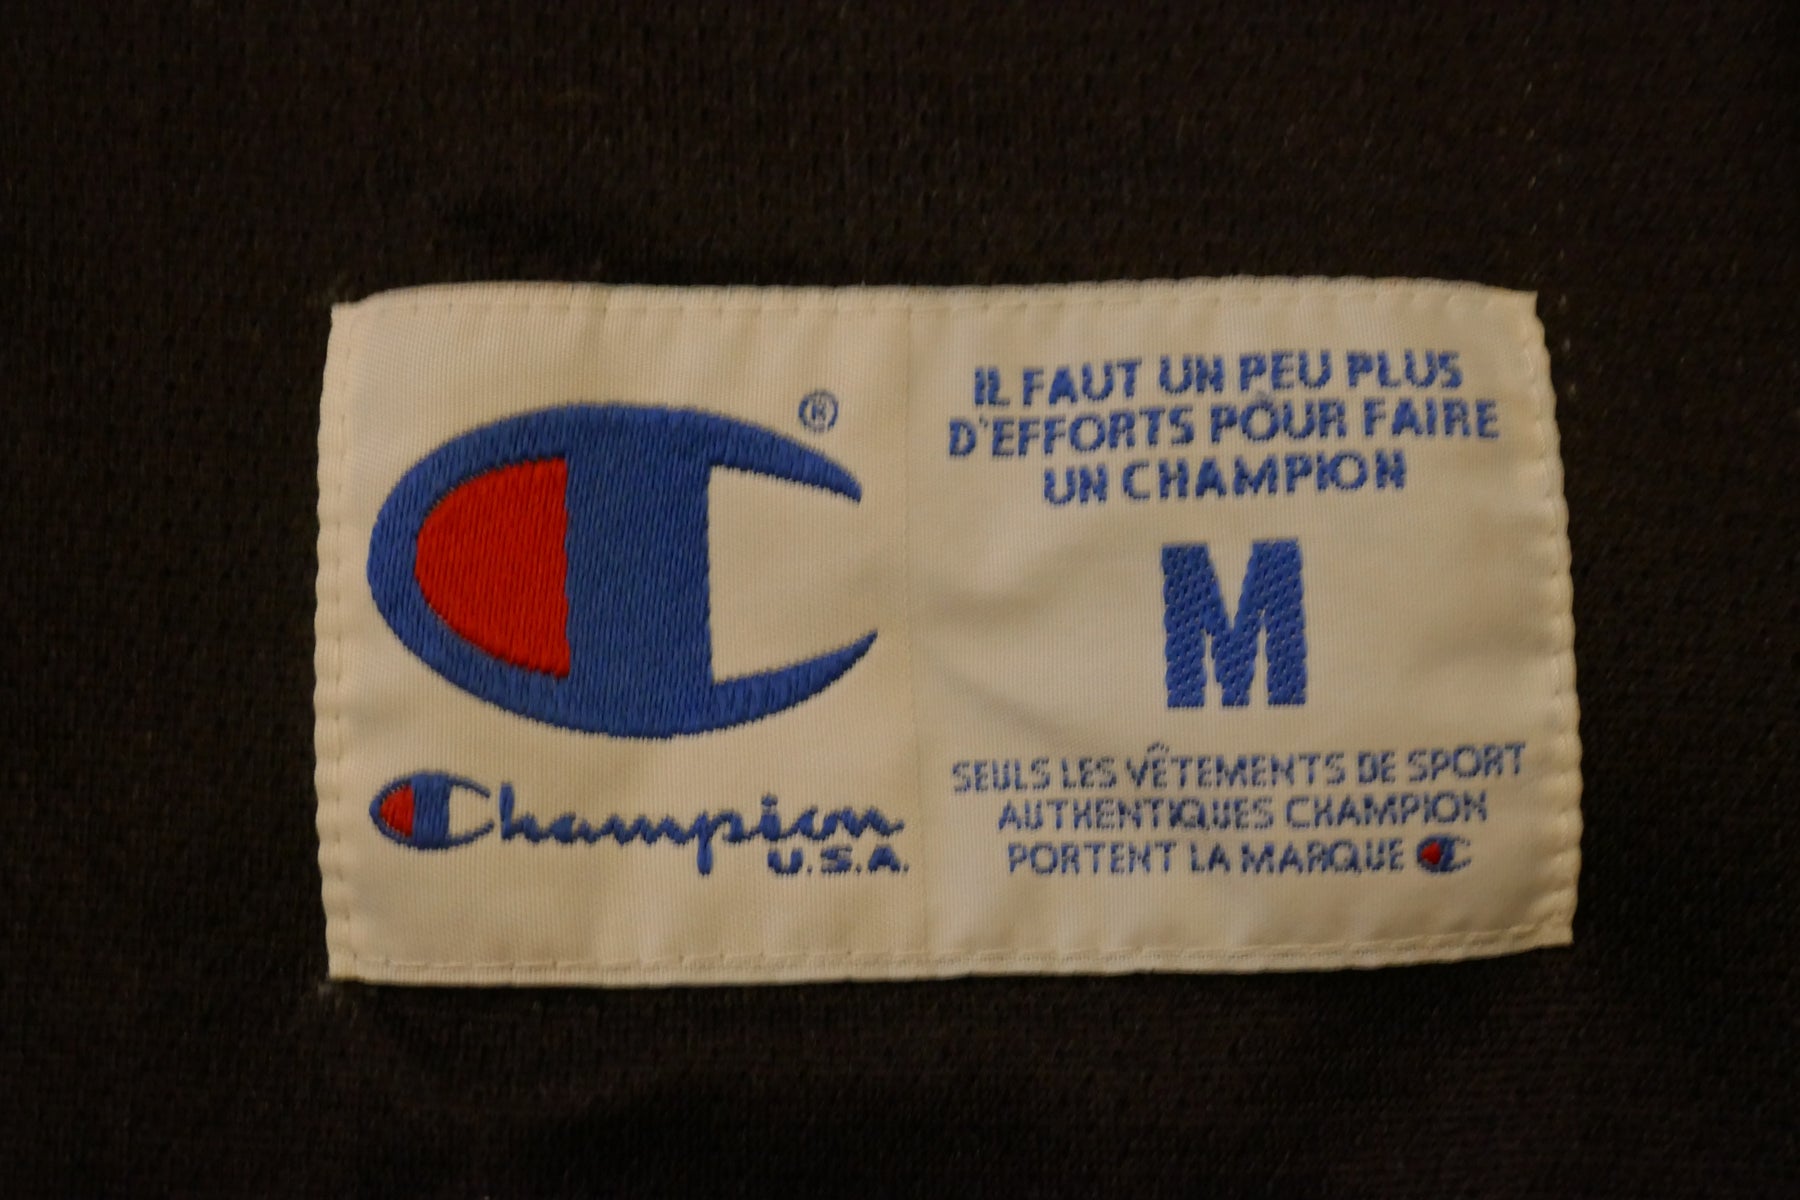 ®
Champion
U.S.A.
IL FAUT UN PEU PLUS
D'EFFORTS POUR FAIRE
UN CHAMPION
M
SEULS LES VÊTEMENTS DE SPORT
AUTHENTIQUES CHAMPION
PORTENT LA MARQUE